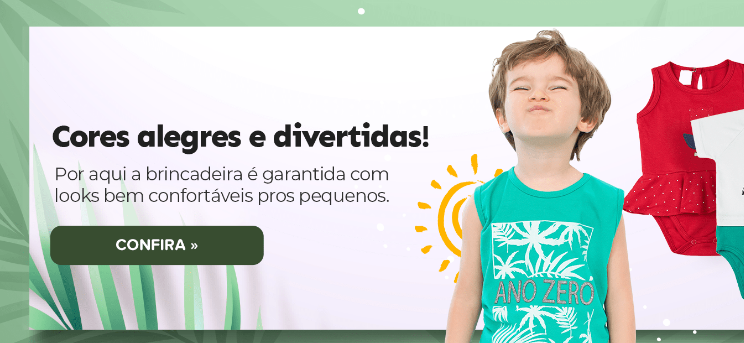 Cores alegres e divertidas!
Por aqui a brincadeira é garantida com
looks bem confortáveis pros pequenos.
CONFIRA »
ANO ZERO